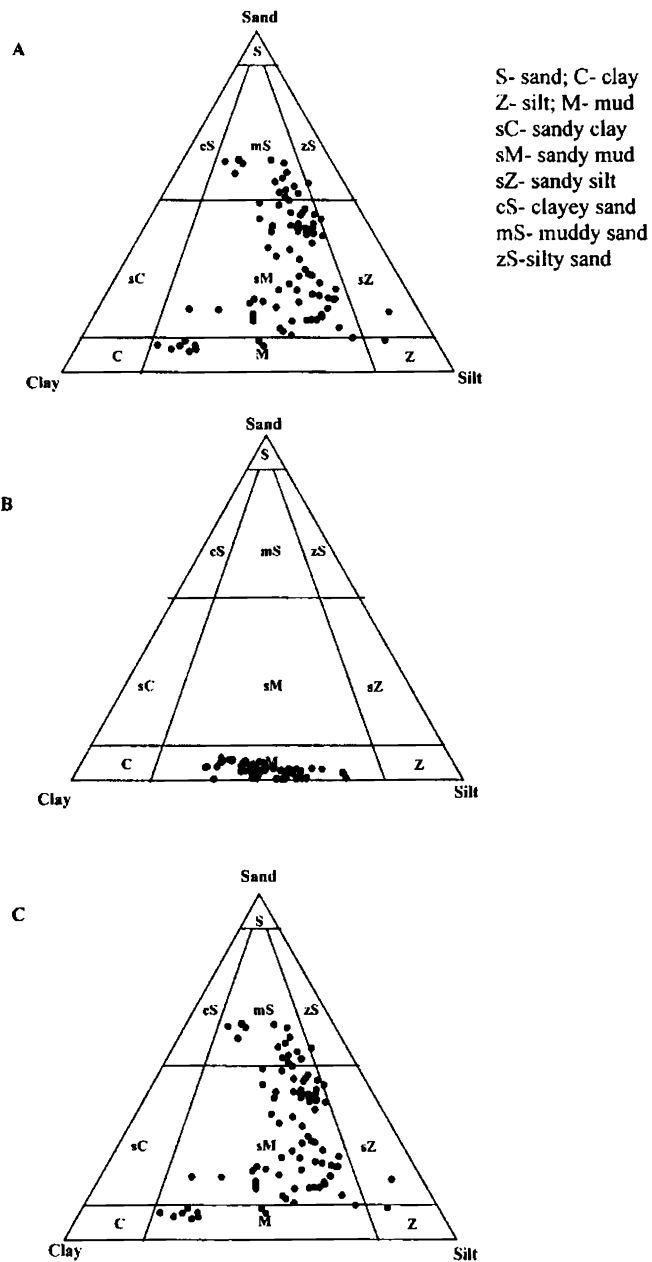 A
Sand
S
cS mS zS
sC sM sZ
C M Z
Clay
Silt
S- sand; C- clay
Z- silt; M- mud
sC- sandy clay
sM- sandy mud
sZ- sandy silt
cS- clayey sand
mS- muddy sand
zS-silty sand
B
Sand
S
cS mS zS
sC sM sZ
C M Z
Clay
Silt
C
Sand
S
cS mS zS
sC sM sZ
C M Z
Clay
Silt